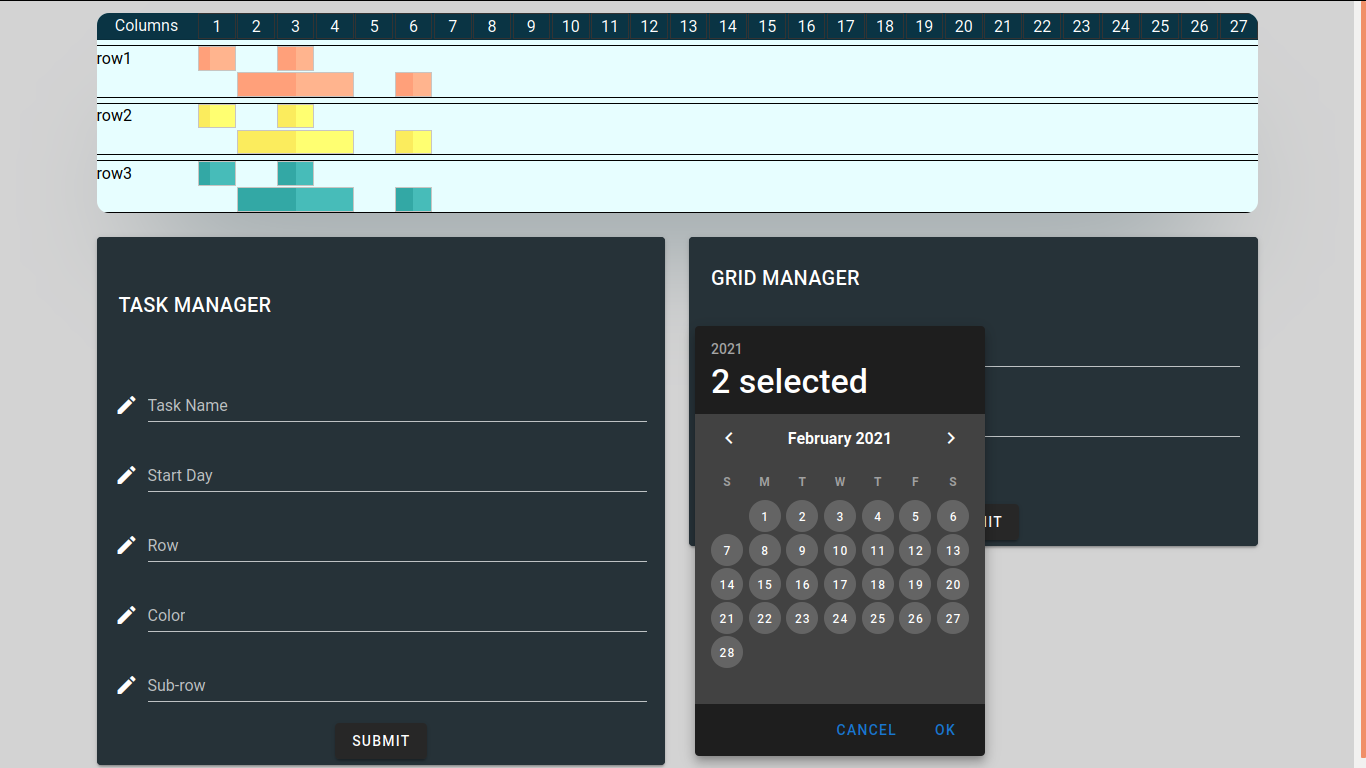 Columns 1 2 3 4 5 6 7 8 9 10 11 12 13 14 15 16 17 18 19 20 21 22 23 24 25 26 27
row1
row2
row3
TASK MANAGER
Task Name
Start Day
Row
Color
Sub-row
SUBMIT
GRID MANAGER
2021
2 selected
February 2021
S M T W T F S
1 2 3 4 5 6
7 8 9 10 11 12 13
14 15 16 17 18 19 20
21 22 23 24 25 26 27
28
CANCEL OK